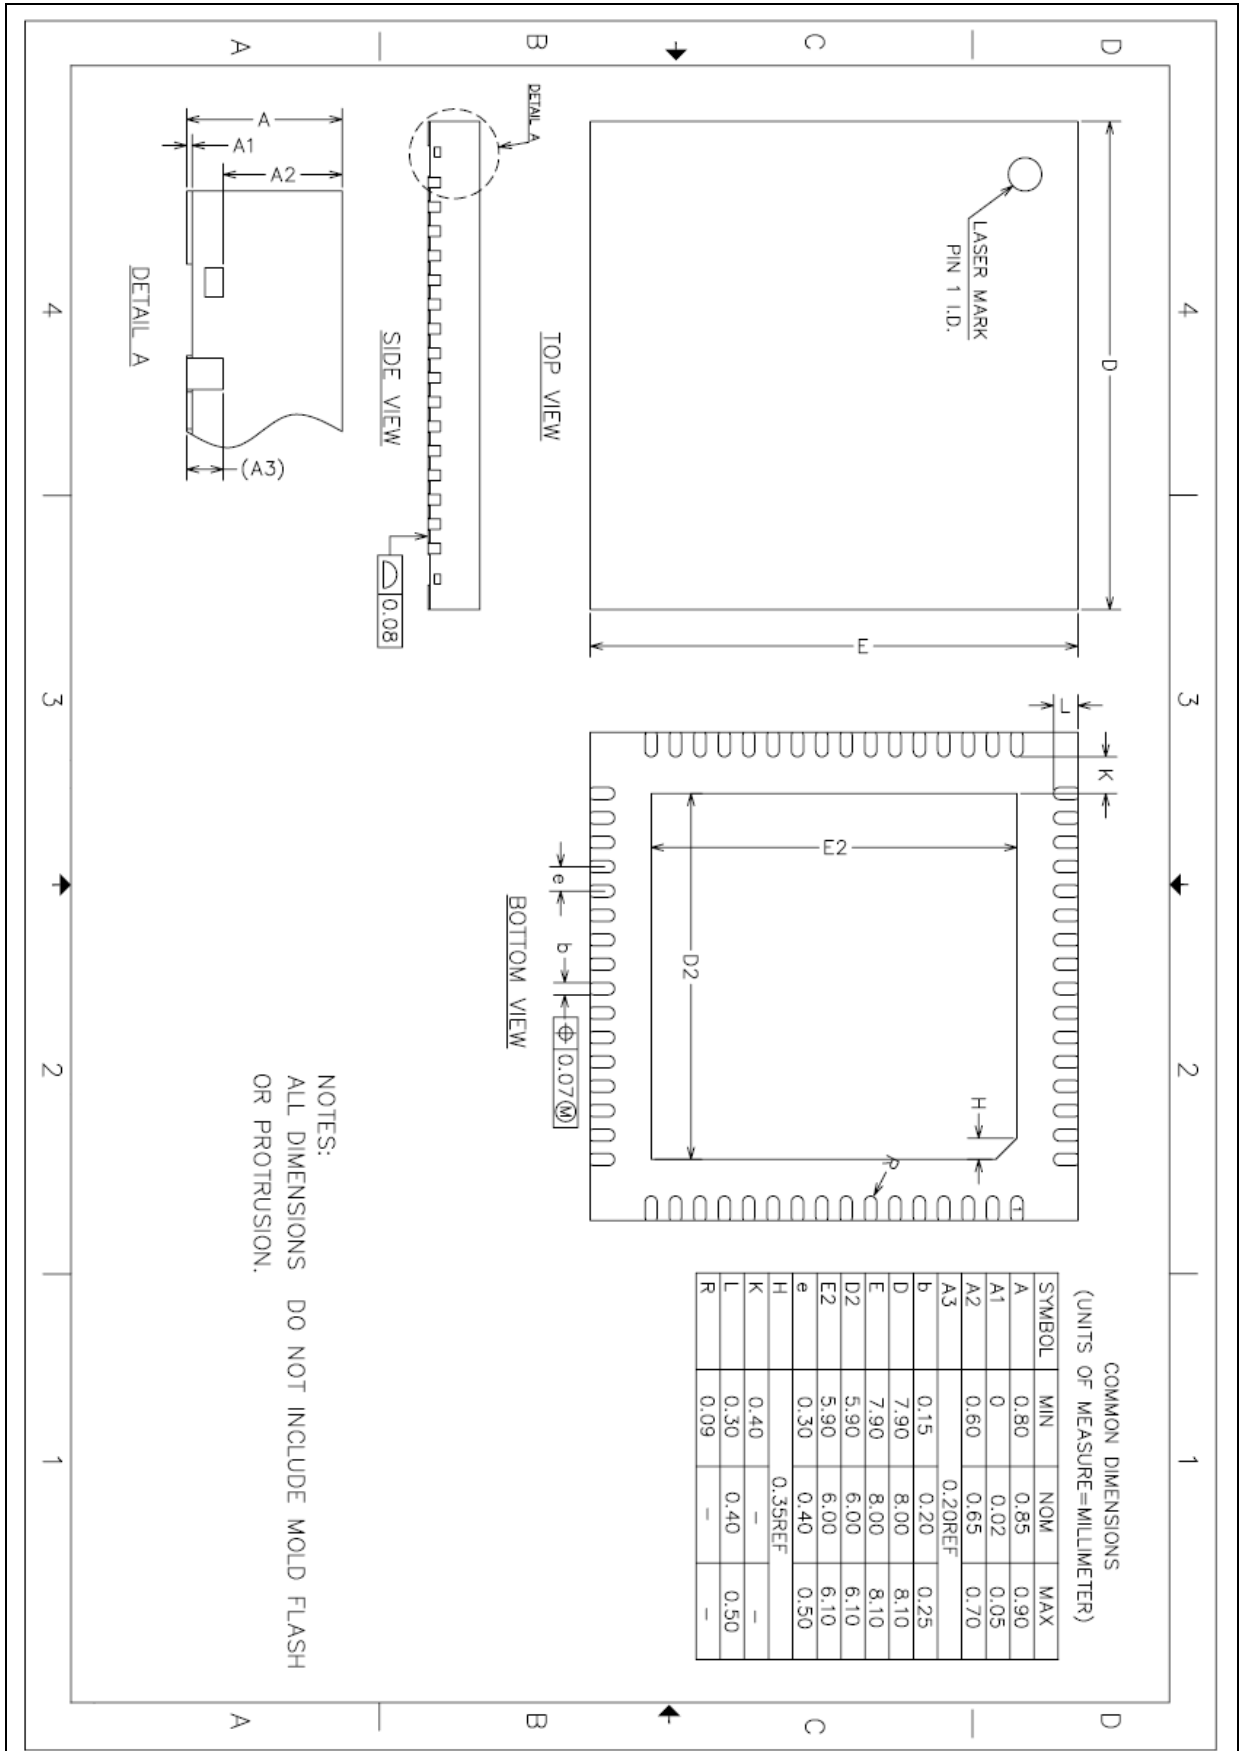 D
C
B
A
4
3
2
1
LASER MARK
PIN 1 I.D.
D
E
TOP VIEW
DETAIL A
SIDE VIEW
0.08
A
A1
A2
(A3)
DETAIL A
L
K
E2
D2
H
R
1
e
b
0.07 Ⓜ
BOTTOM VIEW
COMMON DIMENSIONS
(UNITS OF MEASURE=MILLIMETER)
SYMBOL MIN NOM MAX
A 0.80 0.85 0.90
A1 0 0.02 0.05
A2 0.60 0.65 0.70
A3 0.20REF
b 0.15 0.20 0.25
D 7.90 8.00 8.10
E 7.90 8.00 8.10
D2 5.90 6.00 6.10
E2 5.90 6.00 6.10
e 0.30 0.40 0.50
H 0.35REF
K 0.40 – –
L 0.30 0.40 0.50
R 0.09 – –
NOTES:
ALL DIMENSIONS DO NOT INCLUDE MOLD FLASH
OR PROTRUSION.
4
3
2
1
D
C
B
A